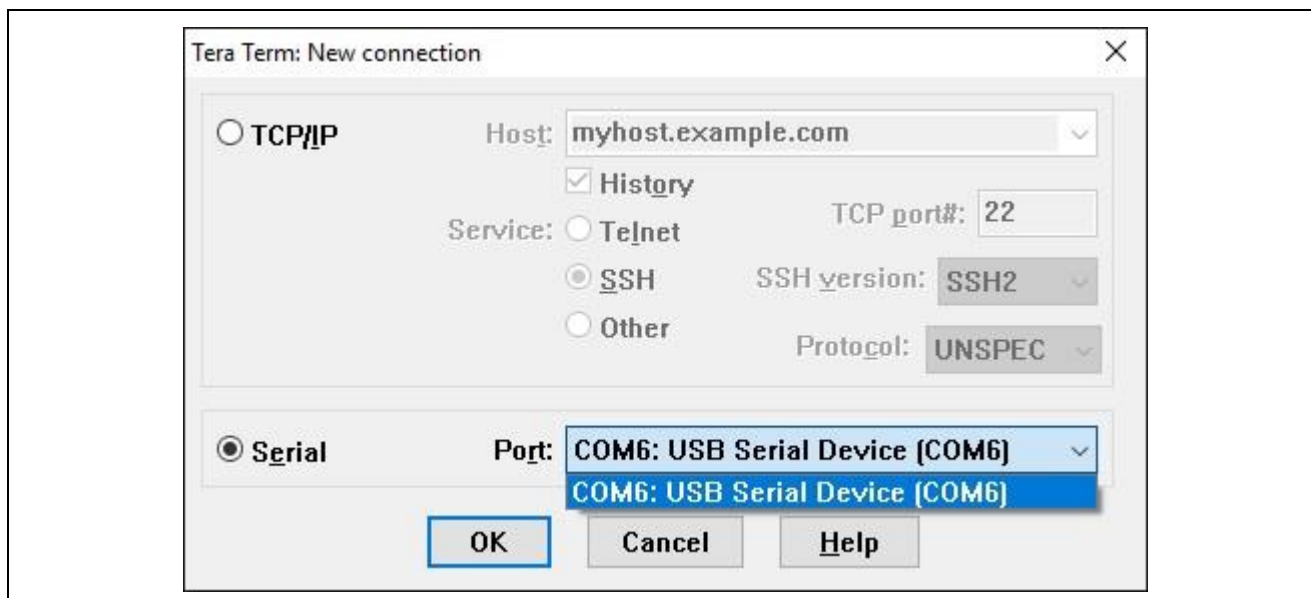 Tera Term: New connection
TCP/IP Host: myhost.example.com
History
Service: Telnet TCP port#: 22
SSH SSH version: SSH2
Other Protocol: UNSPEC
Serial Port: COM6: USB Serial Device (COM6)
COM6: USB Serial Device (COM6)
OK Cancel Help